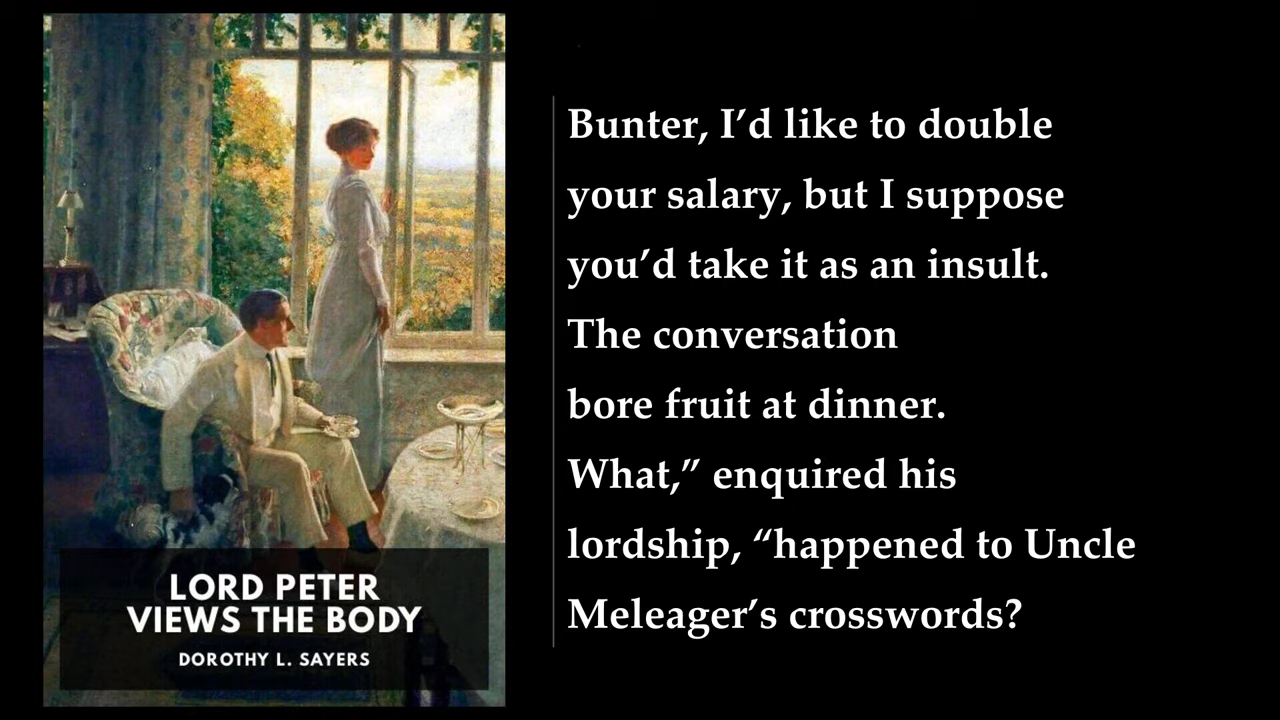 LORD PETER
VIEWS THE BODY
DOROTHY L. SAYERS
Bunter, I’d like to double
your salary, but I suppose
you’d take it as an insult.
The conversation
bore fruit at dinner.
What,” enquired his
lordship, “happened to Uncle
Meleager’s crosswords?